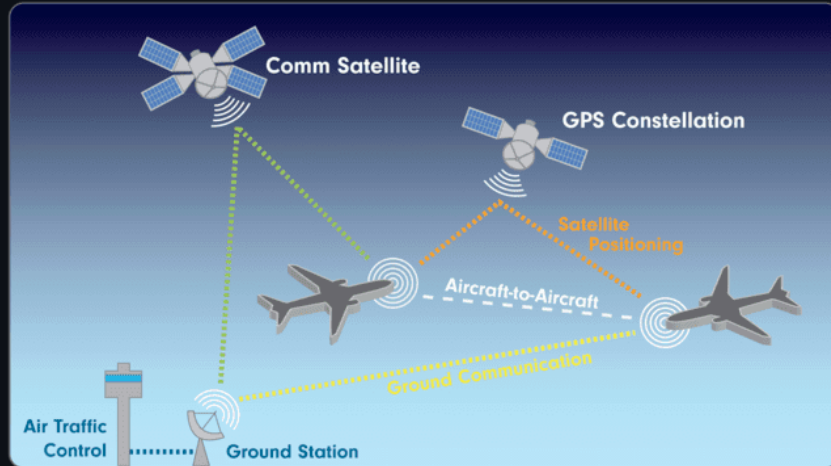 Comm Satellite
GPS Constellation
Satellite
Positioning
Aircraft-to-Aircraft
Ground Communication
Air Traffic
Control
Ground Station